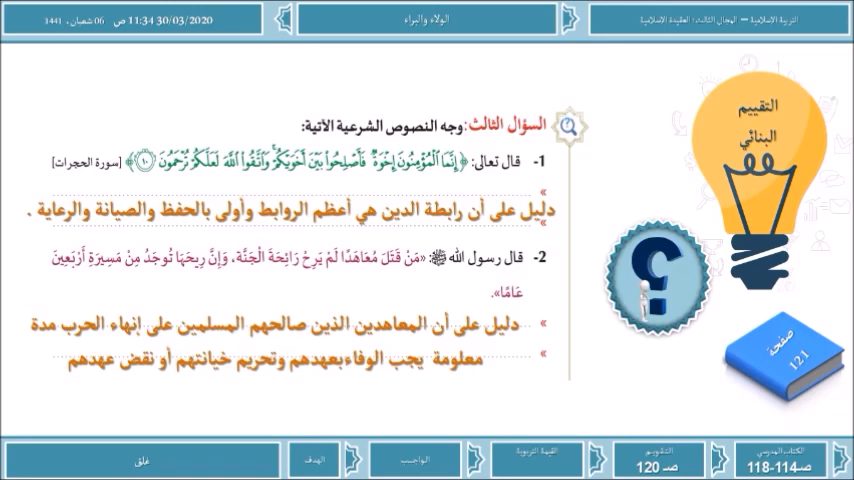 التربية الإسلامية – المجال الثالث: العقيدة الإسلامية
الولاء والبراء
30/03/2020 11:34 ص 06 شعبان، 1441
التقييم
البنائي
السؤال الثالث: وجه النصوص الشرعية الآتية:
1- قال تعالى: ﴿إِنَّمَا الْمُؤْمِنُونَ إِخْوَةٌ فَأَصْلِحُوا بَيْنَ أَخَوَيْكُمْ وَاتَّقُوا اللَّهَ لَعَلَّكُمْ تُرْحَمُونَ ١٠﴾ [سورة الحجرات]
دليل على أن رابطة الدين هي أعظم الروابط وأولى بالحفظ والصيانة والرعاية .
2- قال رسول الله ﷺ: «مَنْ قَتَلَ مُعَاهَدًا لَمْ يَرِحْ رَائِحَةَ الْجَنَّةِ، وَإِنَّ رِيحَهَا تُوجَدُ مِنْ مَسِيرَةِ أَرْبَعِينَ
عَامًا».
دليل على أن المعاهدين الذين صالحهم المسلمين على إنهاء الحرب مدة
معلومة يجب الوفاءبعهدهم وتحريم خيانتهم أو نقض عهدهم
صفحة
121
الكتاب المدرسي
صـ114-118
التقويم
صـ 120
القيمة التربوية
الواجب
الهدف
غلق